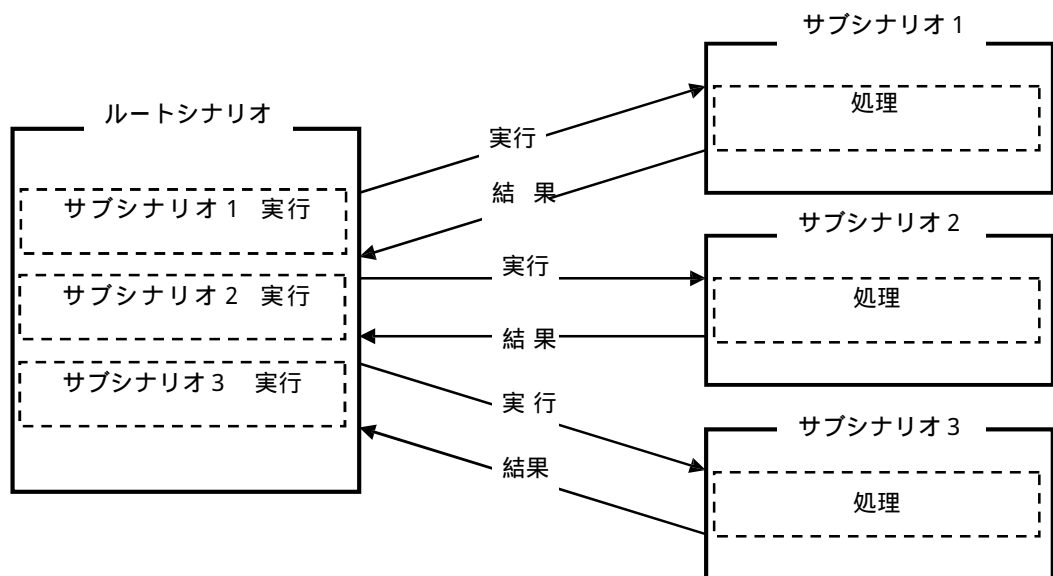 ルートシナリオ
サブシナリオ1 実行
サブシナリオ2 実行
サブシナリオ3 実行
実行
結 果
実行
結 果
実 行
結果
サブシナリオ1
処理
サブシナリオ2
処理
サブシナリオ3
処理